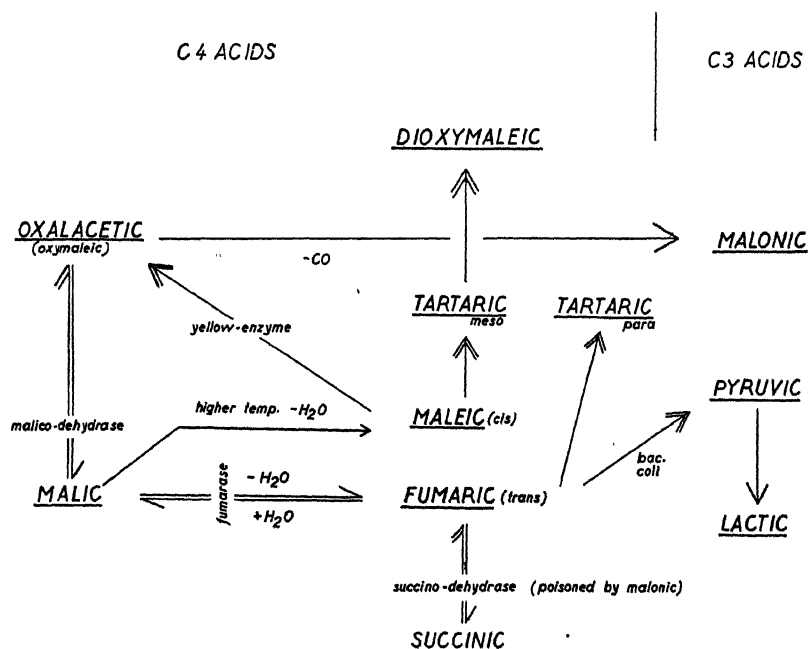 C4 ACIDS
C3 ACIDS
DIOXYMALEIC
OXALACETIC
(oxymaleic)
-CO
MALONIC
TARTARIC
meso
TARTARIC
para
yellow-enzyme
PYRUVIC
higher temp. -H2O
MALEIC (cis)
malico-dehydrase
bac.
coli
MALIC
fumarase
-H2O
+H2O
FUMARIC (trans)
LACTIC
succino-dehydrase (poisoned by malonic)
SUCCINIC